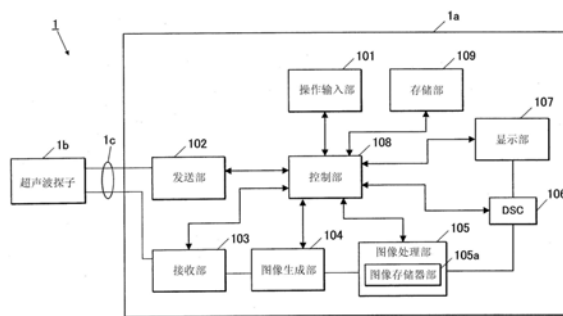 1
1a
101
109
操作输入部
存储部
107
1b
1c
102
108
显示部
超声波探子
发送部
控制部
DSC
106
103
104
105
接收部
图像生成部
图像处理部
图像存储器部
105a